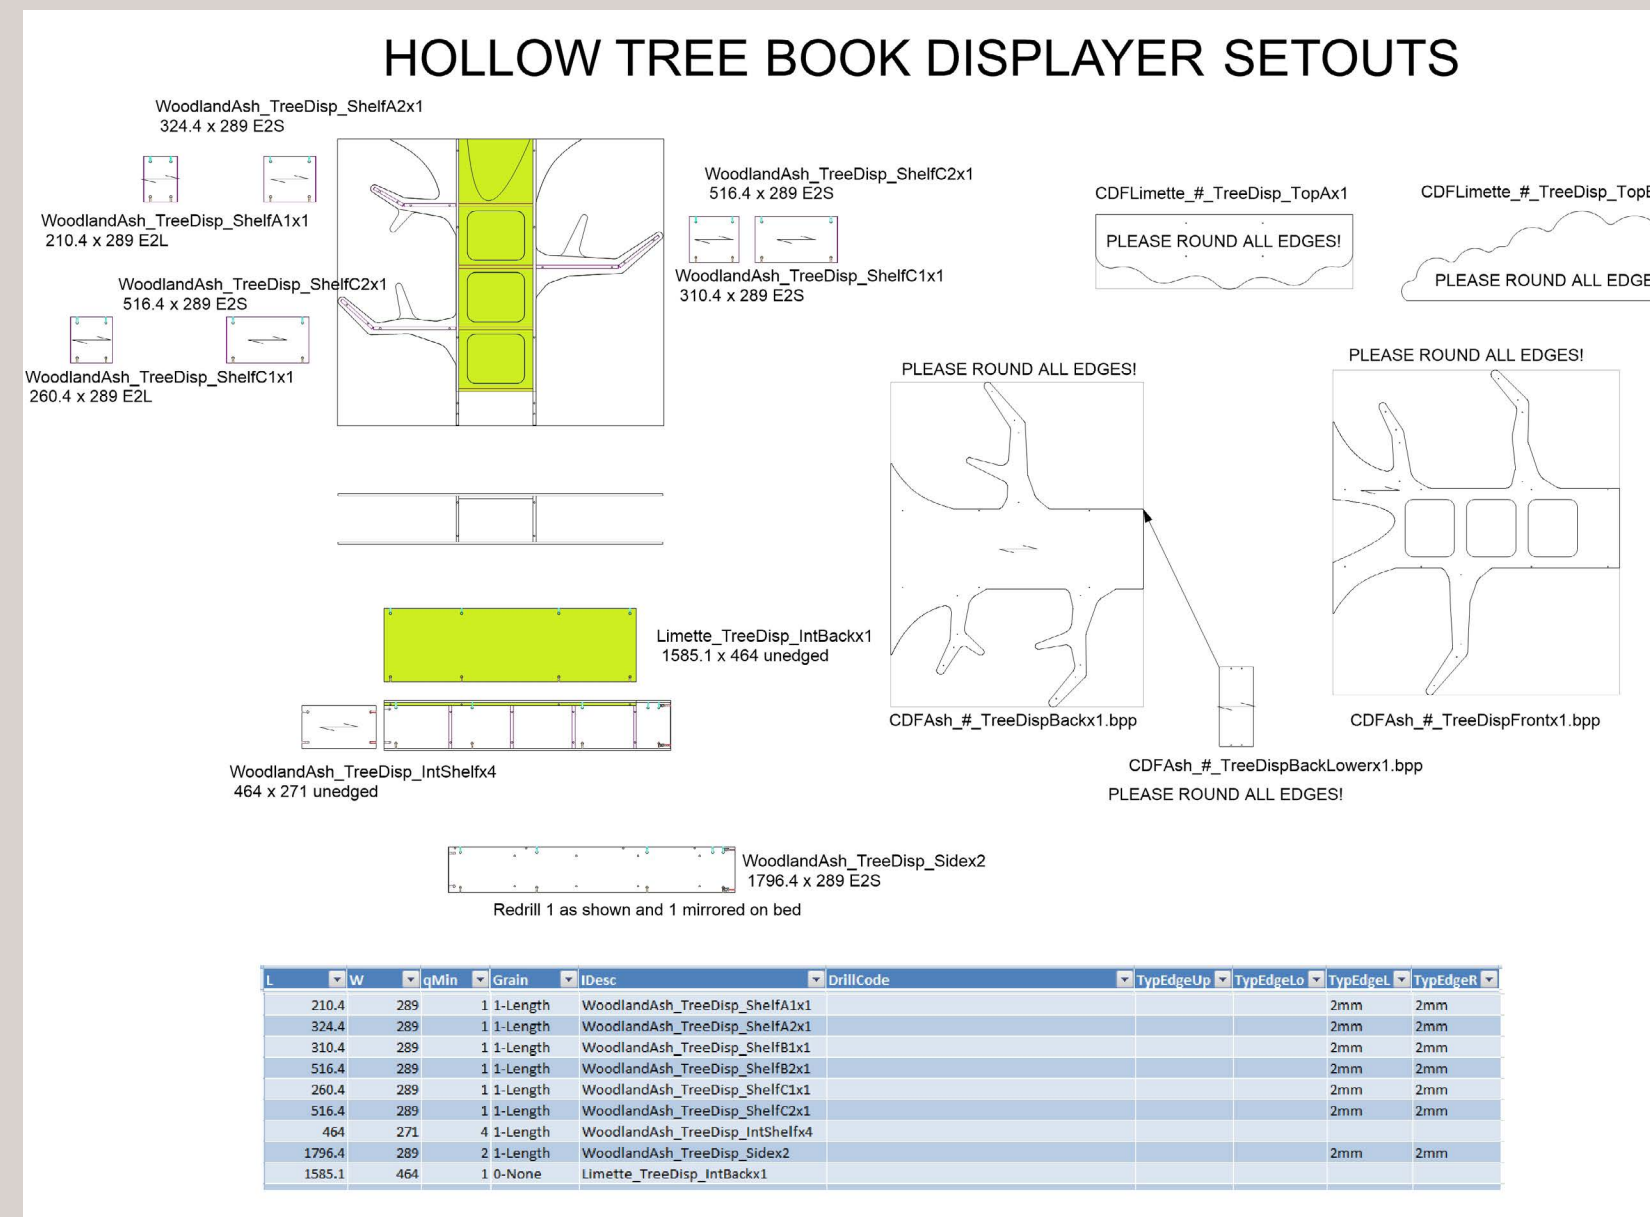 HOLLOW TREE BOOK DISPLAYER SETOUTS
WoodlandAsh_TreeDisp_ShelfA2x1
324.4 x 289 E2S
WoodlandAsh_TreeDisp_ShelfA1x1
210.4 x 289 E2L
WoodlandAsh_TreeDisp_ShelfC2x1
516.4 x 289 E2S
WoodlandAsh_TreeDisp_ShelfC1x1
260.4 x 289 E2L
WoodlandAsh_TreeDisp_ShelfC2x1
516.4 x 289 E2S
WoodlandAsh_TreeDisp_ShelfC1x1
310.4 x 289 E2S
CDFLimette_#_TreeDisp_TopAx1
PLEASE ROUND ALL EDGES!
CDFLimette_#_TreeDisp_TopB
PLEASE ROUND ALL EDGE
PLEASE ROUND ALL EDGES!
CDFAsh_#_TreeDispBackx1.bpp
PLEASE ROUND ALL EDGES!
CDFAsh_#_TreeDispFrontx1.bpp
CDFAsh_#_TreeDispBackLowerx1.bpp
PLEASE ROUND ALL EDGES!
Limette_TreeDisp_IntBackx1
1585.1 x 464 unedged
WoodlandAsh_TreeDisp_IntShelfx4
464 x 271 unedged
WoodlandAsh_TreeDisp_Sidex2
1796.4 x 289 E2S
Redrill 1 as shown and 1 mirrored on bed
L W qMin Grain IDesc DrillCode TypEdgeUp TypEdgeLo TypEdgeL TypEdgeR
210.4 289 1 1-Length WoodlandAsh_TreeDisp_ShelfA1x1 2mm 2mm
324.4 289 1 1-Length WoodlandAsh_TreeDisp_ShelfA2x1 2mm 2mm
310.4 289 1 1-Length WoodlandAsh_TreeDisp_ShelfB1x1 2mm 2mm
516.4 289 1 1-Length WoodlandAsh_TreeDisp_ShelfB2x1 2mm 2mm
260.4 289 1 1-Length WoodlandAsh_TreeDisp_ShelfC1x1 2mm 2mm
516.4 289 1 1-Length WoodlandAsh_TreeDisp_ShelfC2x1 2mm 2mm
464 271 4 1-Length WoodlandAsh_TreeDisp_IntShelfx4
1796.4 289 2 1-Length WoodlandAsh_TreeDisp_Sidex2 2mm 2mm
1585.1 464 1 0-None Limette_TreeDisp_IntBackx1